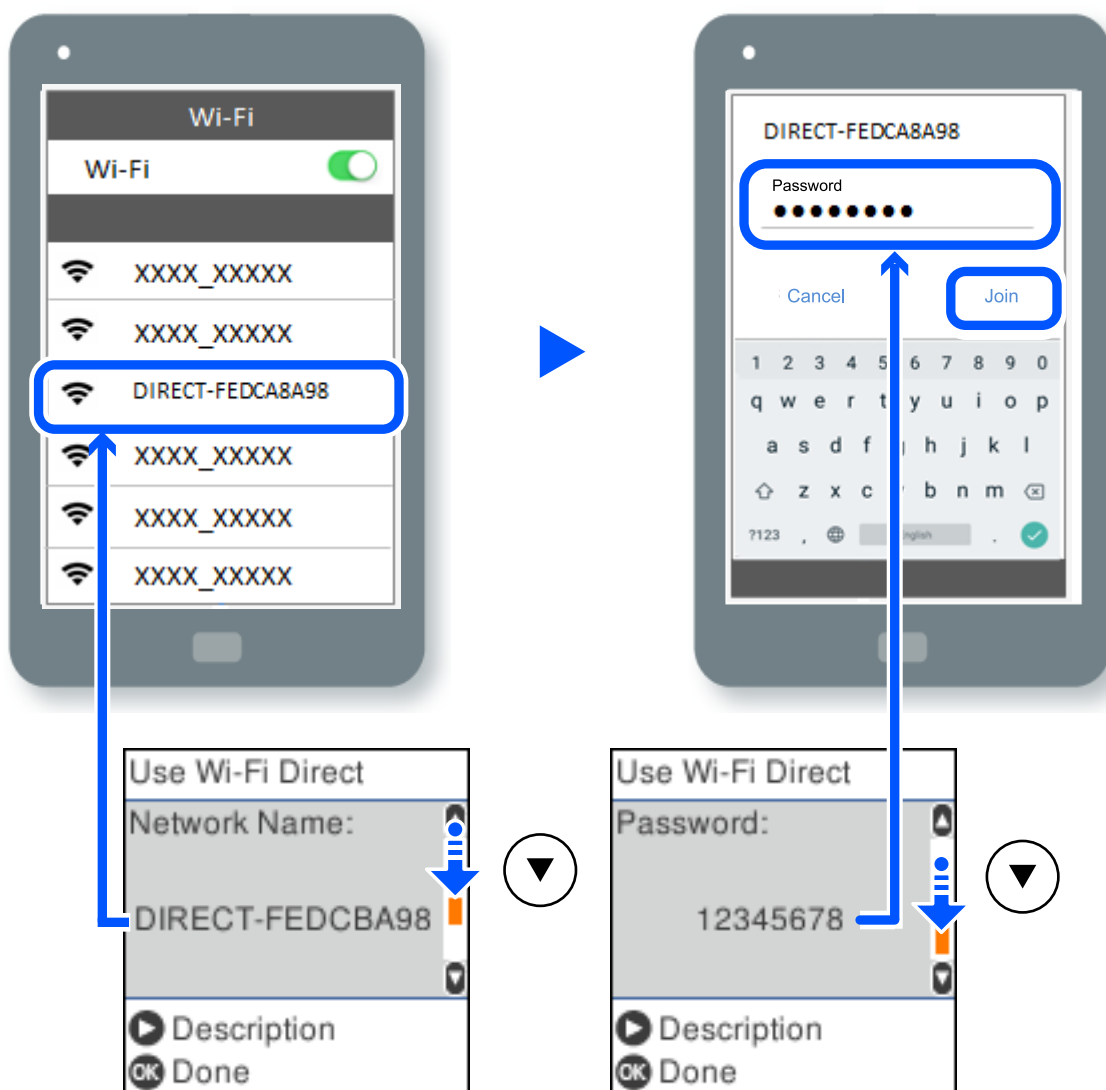 Wi-Fi
Wi-Fi
XXXX_XXXXX
XXXX_XXXXX
DIRECT-FEDCA8A98
XXXX_XXXXX
XXXX_XXXXX
XXXX_XXXXX
DIRECT-FEDCA8A98
Password
Cancel Join
1 2 3 4 5 6 7 8 9 0
q w e r t y u i o p
a s d f h j k l
z x c b n m
?123 , .
Use Wi-Fi Direct
Network Name:
DIRECT-FEDCBA98
Description
OK Done
Use Wi-Fi Direct
Password:
12345678
Description
OK Done